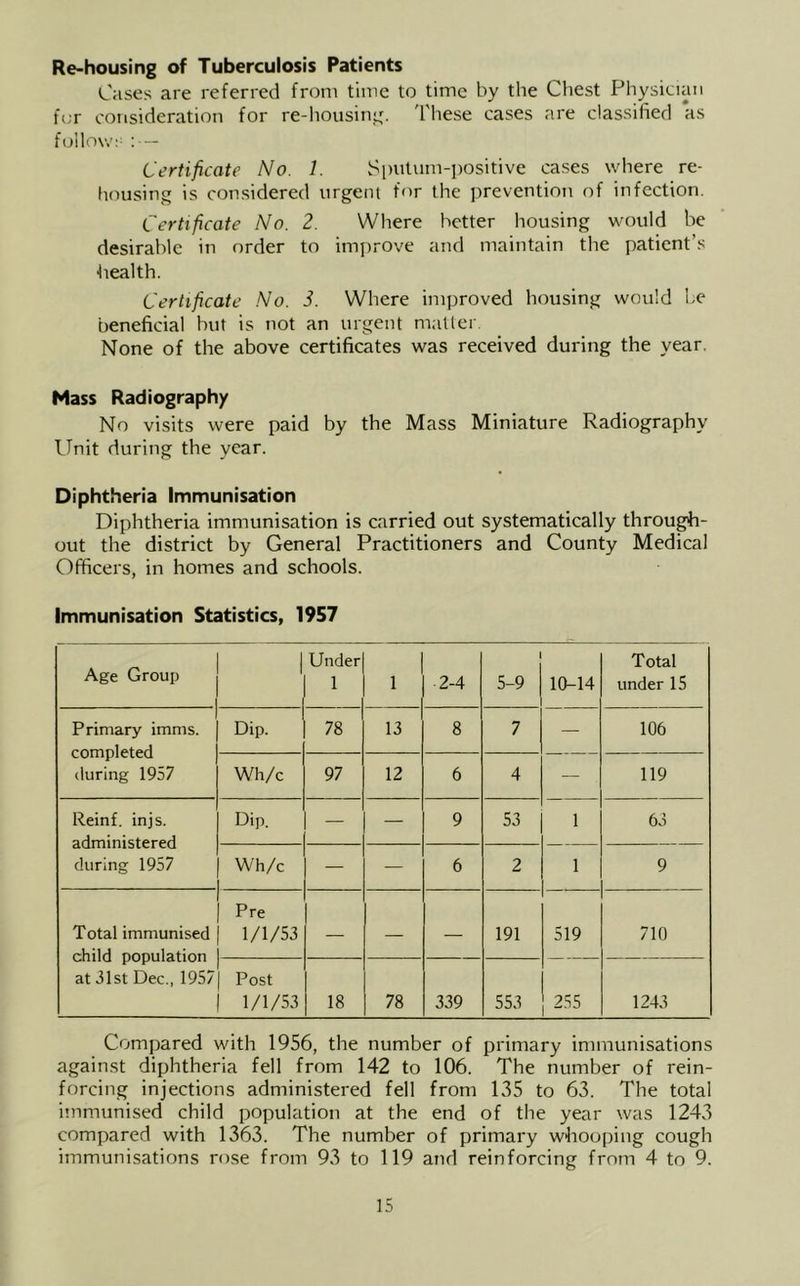 Re-housing of Tuberculosis Patients
Cases are referred from time to time by the Chest Physician
for consideration for re-housing. These cases are classified as
follows :—
Certificate No. 1. Sputum-positive cases where re-
housing is considered urgent for the prevention of infection.
Certificate No. 2. Where better housing would be
desirable in order to improve and maintain the patient's
health.
Certificate No. 3. Where improved housing would be
beneficial but is not an urgent matter.
None of the above certificates was received during the year.
Mass Radiography
No visits were paid by the Mass Miniature Radiography
Unit during the year.
Diphtheria Immunisation
Diphtheria immunisation is carried out systematically through-
out the district by General Practitioners and County Medical
Officers, in homes and schools.
Immunisation Statistics, 1957
Age Group Under 1 1 2-4 5-9 10-14 Total under 15
Primary imms. completed during 1957 Dip. 78 13 8 7 — 106
Wh/c 97 12 6 4 — 119
Reinf. injs. administered during 1957 Dip. — — 9 53 1 63
Wh/c — — 6 2 1 9
Total immunised child population at 31st Dec., 1957 Pre 1/1/53 — — — 191 519 710
Post 1/1/53 18 78 339 553 255 1243
Compared with 1956, the number of primary immunisations
against diphtheria fell from 142 to 106. The number of rein-
forcing injections administered fell from 135 to 63. The total
immunised child population at the end of the year was 1243
compared with 1363. The number of primary whooping cough
immunisations rose from 93 to 119 and reinforcing from 4 to 9.
15